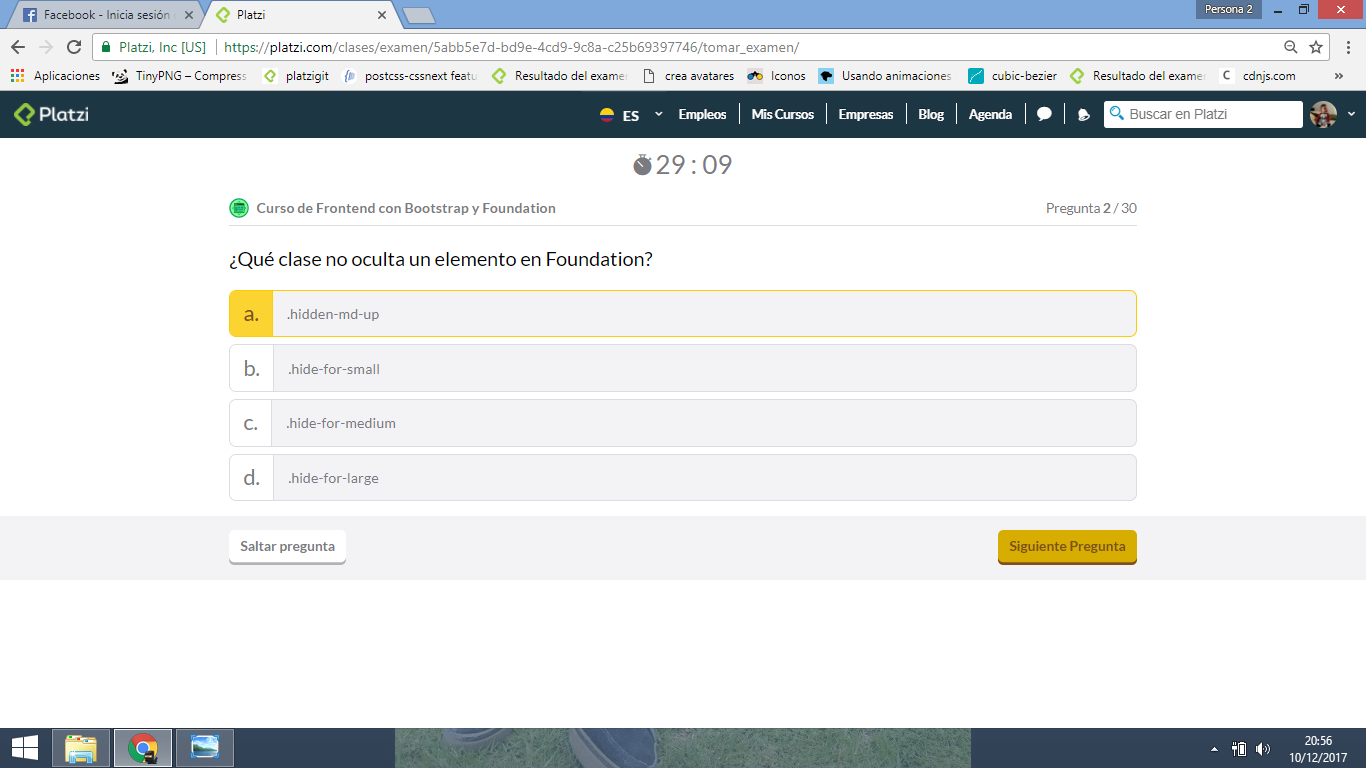 Facebook - Inicia sesión
Platzi
Persona 2
Platzi, Inc [US]
https://platzi.com/clases/examen/5abb5e7d-bd9e-4cd9-9c8a-c25b69397746/tomar_examen/
Aplicaciones
TinyPNG – Compress
platzigit
postcss-cssnext featu
Resultado del examen
crea avatares
Iconos
Usando animaciones
cubic-bezier
Resultado del examen
C cdnjs.com
»
Platzi
ES
Empleos
Mis Cursos
Empresas
Blog
Agenda
Buscar en Platzi
29 : 09
Curso de Frontend con Bootstrap y Foundation
Pregunta 2 / 30
¿Qué clase no oculta un elemento en Foundation?
a. .hidden-md-up
b. .hide-for-small
c. .hide-for-medium
d. .hide-for-large
Saltar pregunta
Siguiente Pregunta
20:56
10/12/2017